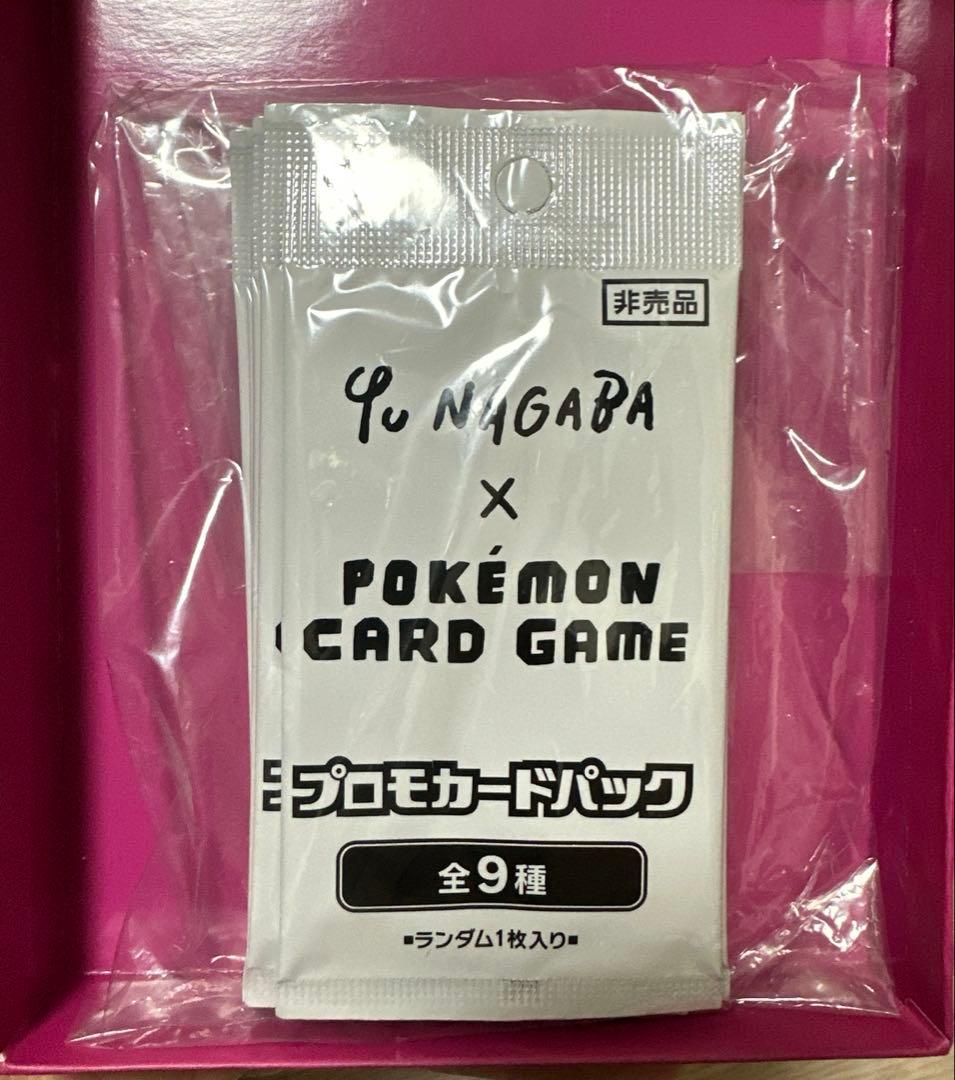 非売品
Yu NAGABA
×
POKÉMON
CARD GAME
プロモカードパック
全9種
■ランダム1枚入り■